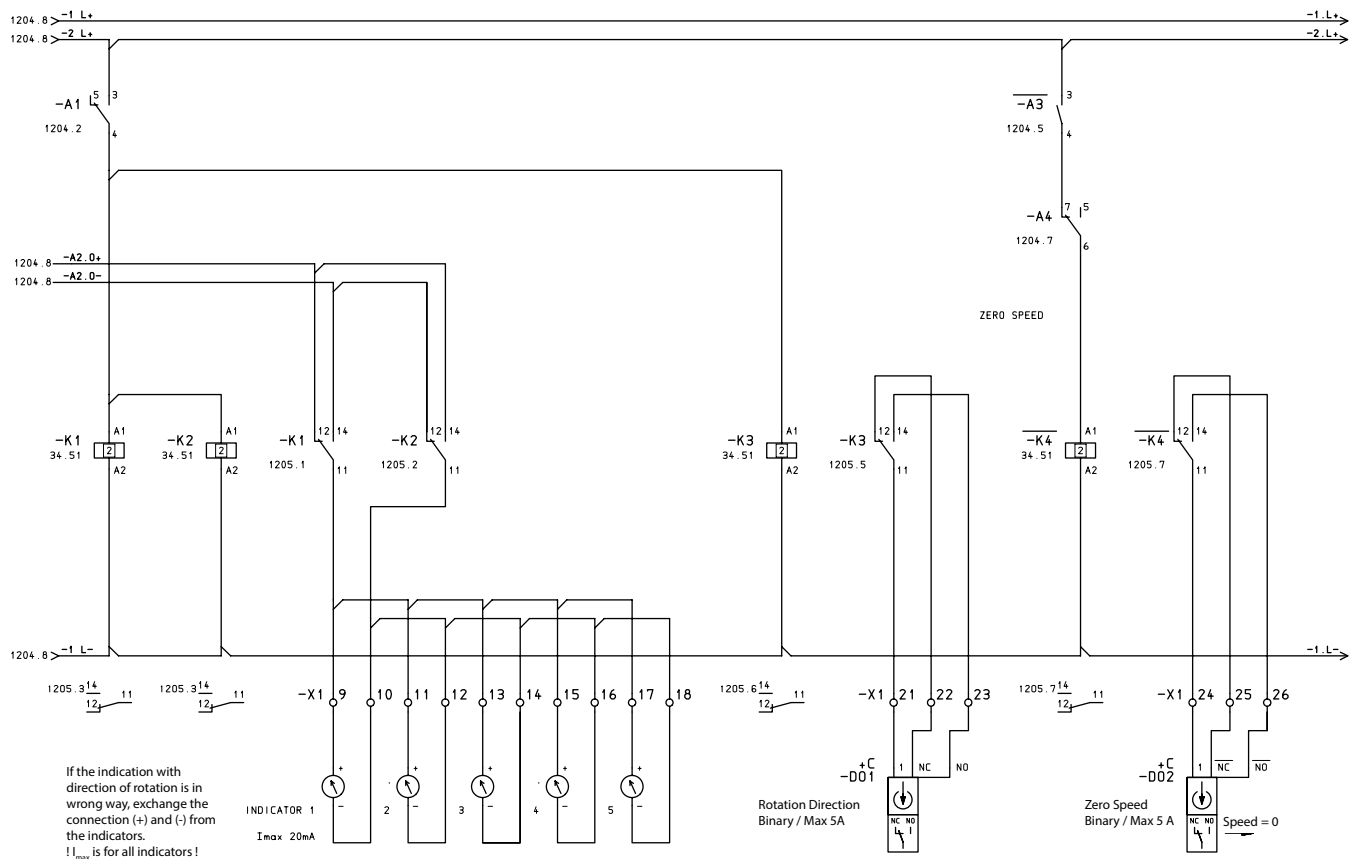 1204.8 -1 L+ -1.L+
1204.8 -2 L+ -2.L+
-A1 5 3
1204.2 4
-A3 3
1204.5 4
-A4 7 5
1204.7 6
1204.8 -A2.0+
1204.8 -A2.0-
ZERO SPEED
-K1 A1
34.51 2
A2
-K2 A1
34.51 2
A2
-K1 12 14
1205.1 11
-K2 12 14
1205.2 11
-K3 A1
34.51 2
A2
-K3 12 14
1205.5 11
-K4 A1
34.51 2
A2
-K4 12 14
1205.7 11
1204.8 -1 L- -1.L-
1205.3 14 11
12
1205.3 14 11
12
-X1 9 10 11 12 13 14 15 16 17 18
1205.6 14 11
12
-X1 21 22 23
1205.7 14 11
12
-X1 24 25 26
If the indication with
direction of rotation is in
wrong way, exchange the
connection (+) and (-) from
the indicators.
! Imax is for all indicators !
+ + + + +
INDICATOR 1 - 2 - 3 - 4 - 5 -
Imax 20mA
+C 1 NC NO
-DO1
Rotation Direction
Binary / Max 5A
NC NO
+C 1 NC NO
-DO2
Zero Speed
Binary / Max 5 A
NC NO
Speed = 0